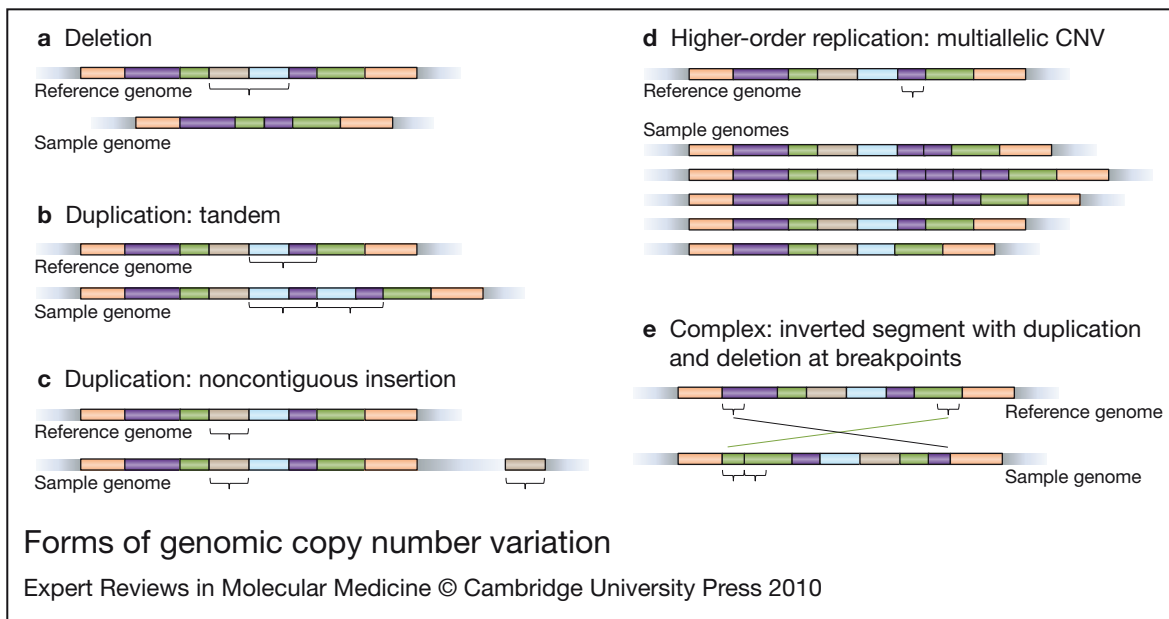 a Deletion
Reference genome
Sample genome
b Duplication: tandem
Reference genome
Sample genome
c Duplication: noncontiguous insertion
Reference genome
Sample genome
d Higher-order replication: multiallelic CNV
Reference genome
Sample genomes
e Complex: inverted segment with duplication
and deletion at breakpoints
Reference genome
Sample genome
Forms of genomic copy number variation
Expert Reviews in Molecular Medicine © Cambridge University Press 2010